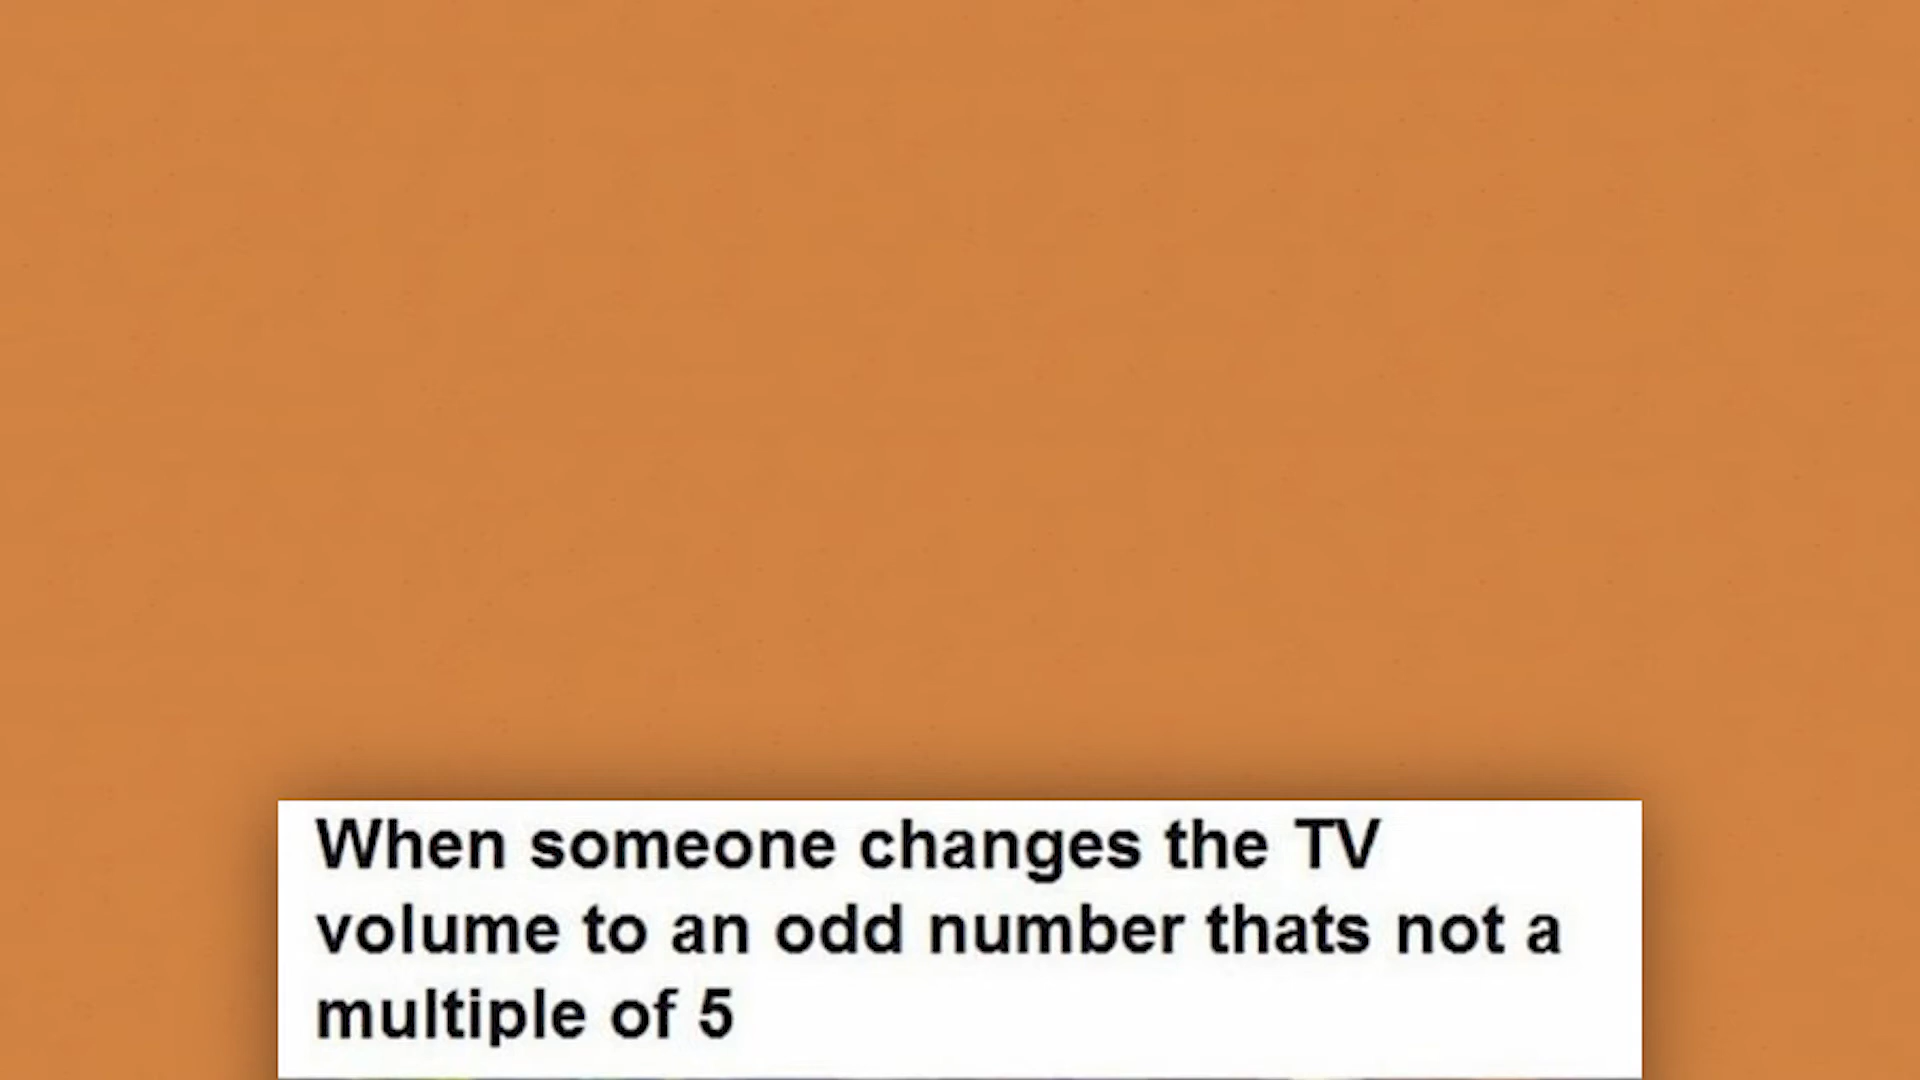 When someone changes the TV
volume to an odd number thats not a
multiple of 5